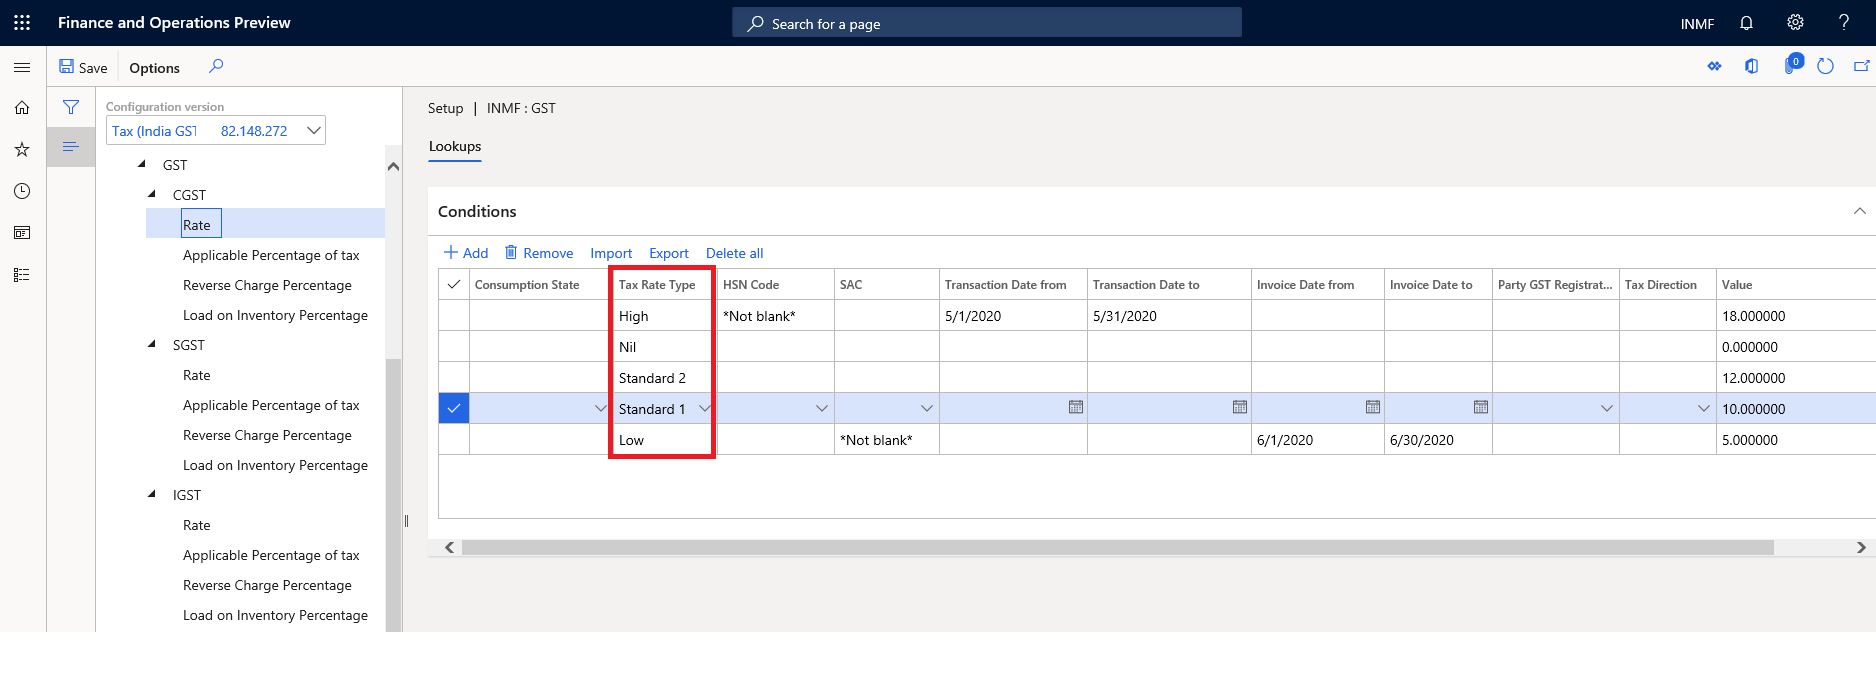 Finance and Operations Preview
Search for a page
INMF
?
Save
Options
0
Configuration version
Tax (India GST 82.148.272
GST
CGST
Rate
Applicable Percentage of tax
Reverse Charge Percentage
Load on Inventory Percentage
SGST
Rate
Applicable Percentage of tax
Reverse Charge Percentage
Load on Inventory Percentage
IGST
Rate
Applicable Percentage of tax
Reverse Charge Percentage
Load on Inventory Percentage
Setup | INMF : GST
Lookups
Conditions
Add Remove Import Export Delete all
Consumption State Tax Rate Type HSN Code SAC Transaction Date from Transaction Date to Invoice Date from Invoice Date to Party GST Registrat... Tax Direction Value
High *Not blank* 5/1/2020 5/31/2020 18.000000
Nil 0.000000
Standard 2 12.000000
Standard 1 10.000000
Low *Not blank* 6/1/2020 6/30/2020 5.000000